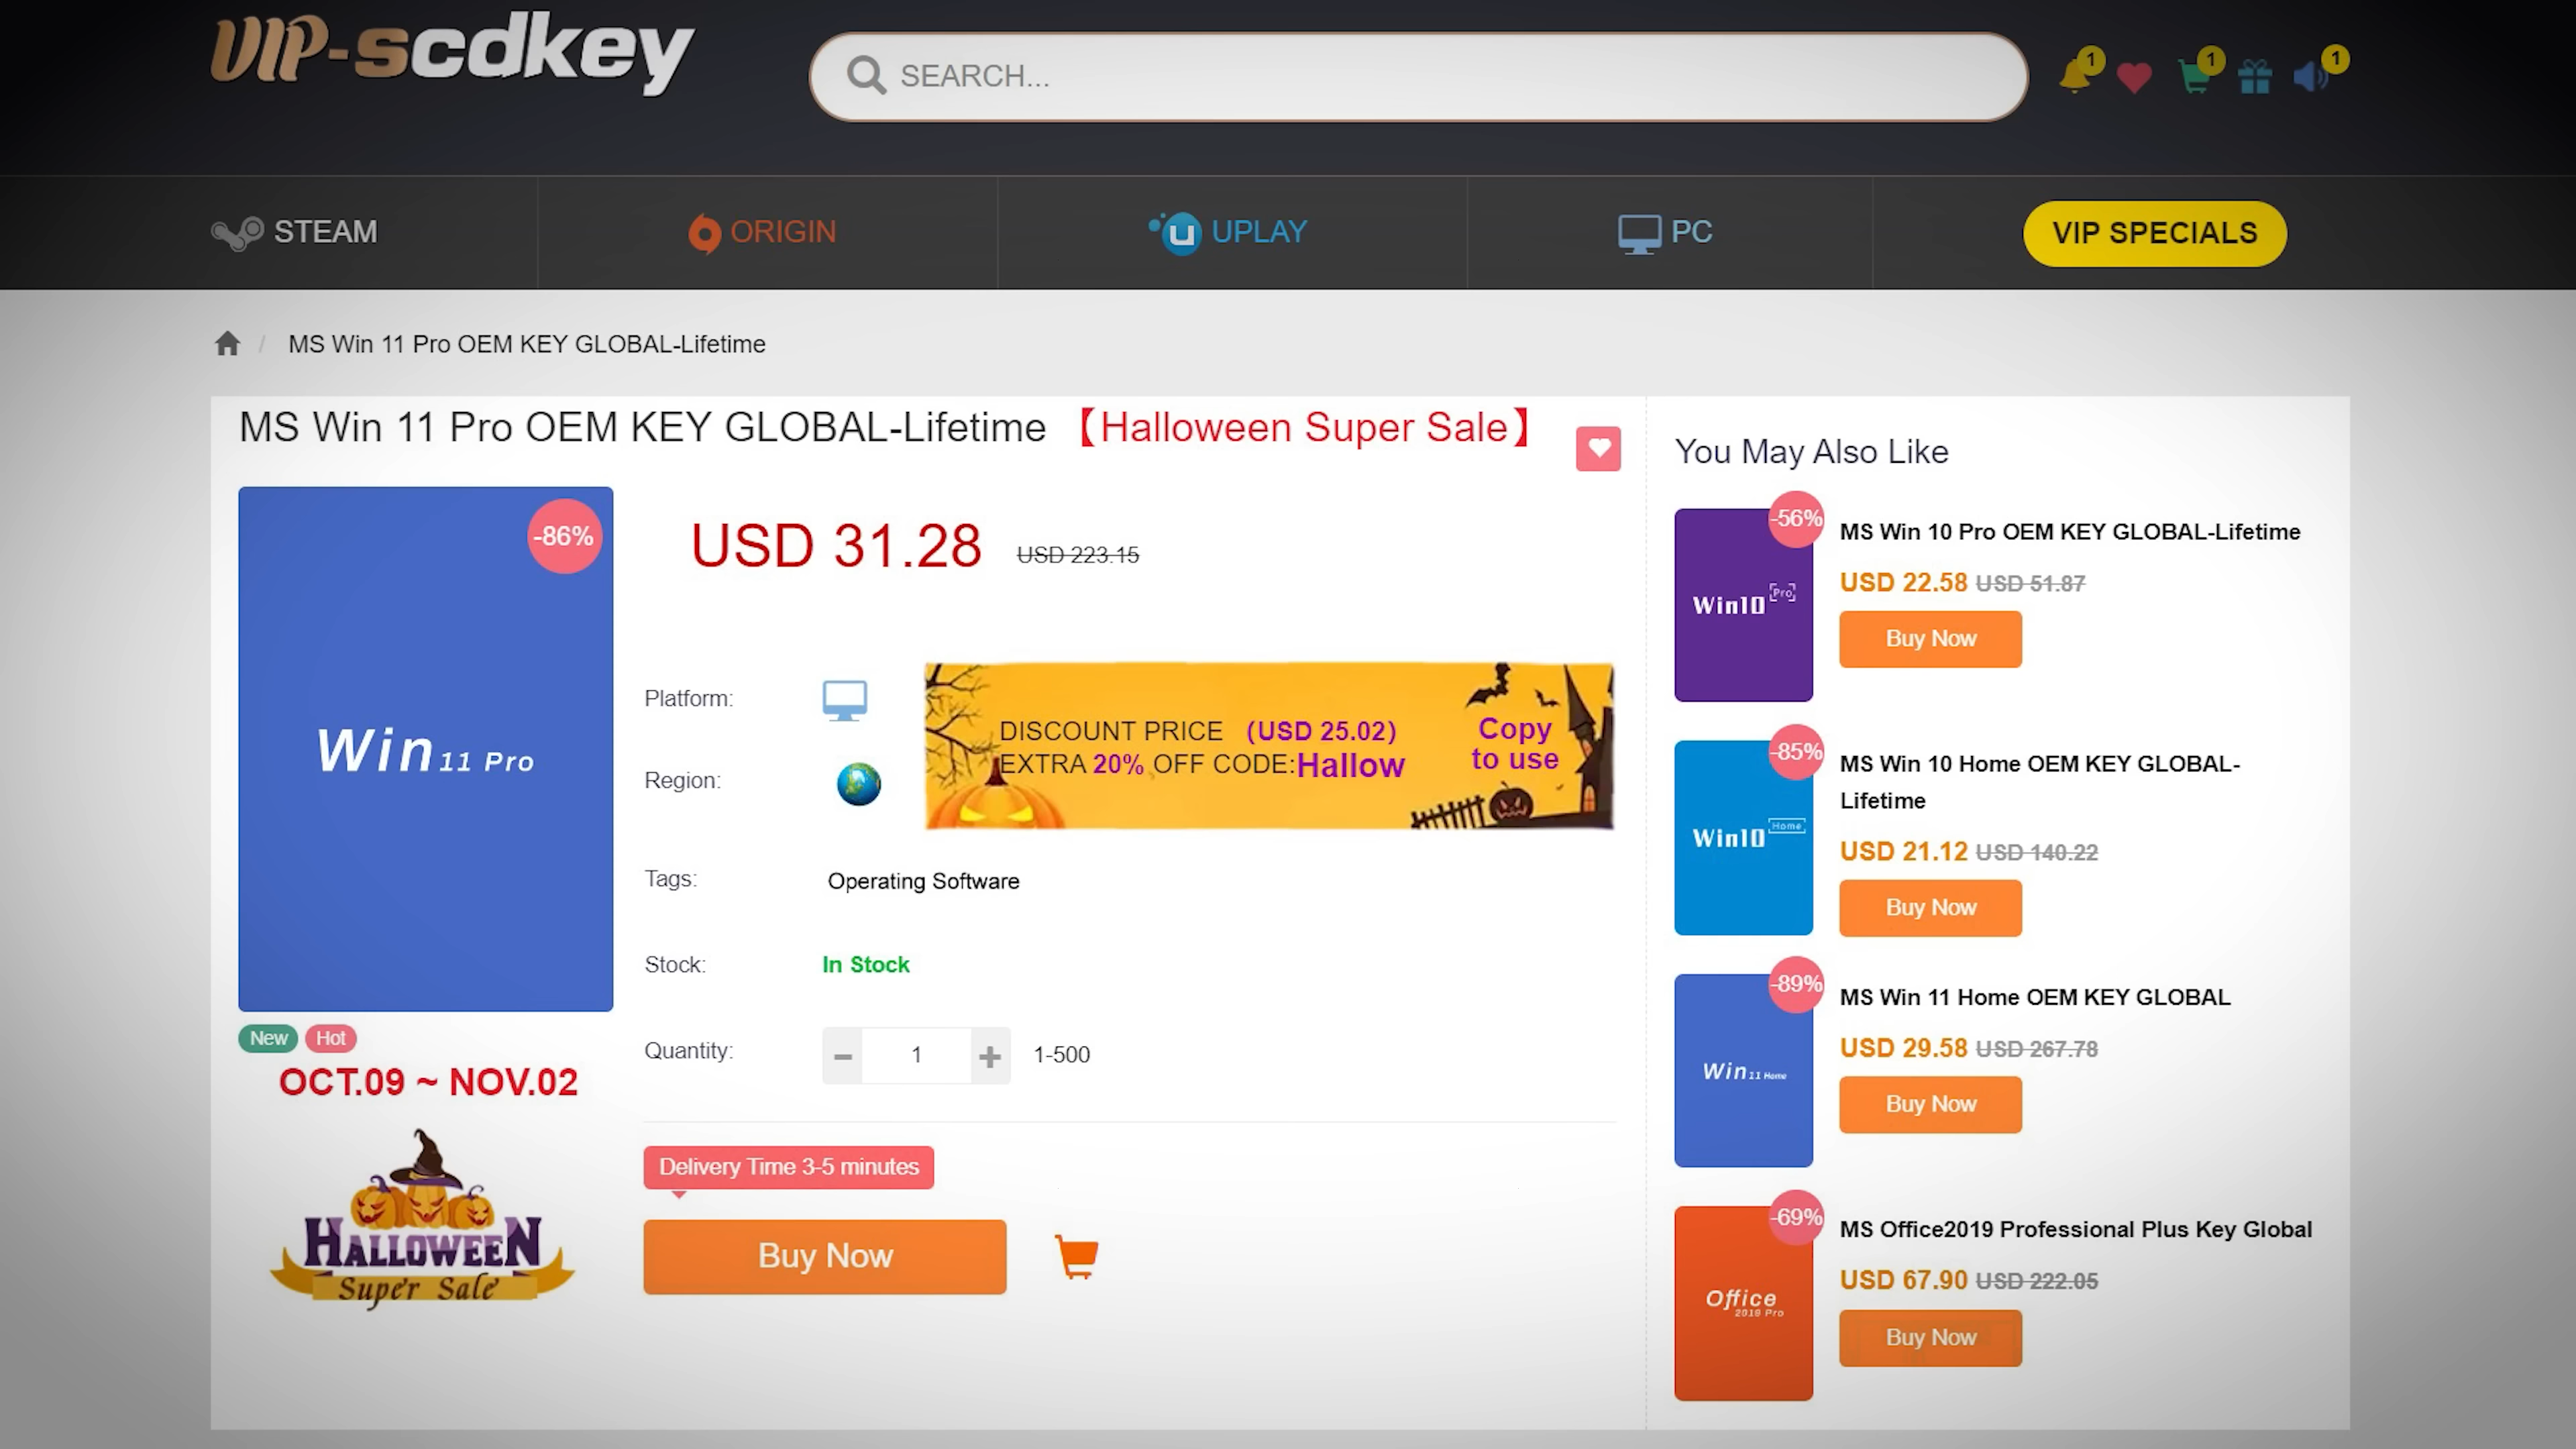 VIP-scdkey
SEARCH...
1
1
1
STEAM
ORIGIN
UPLAY
PC
VIP SPECIALS
/ MS Win 11 Pro OEM KEY GLOBAL-Lifetime
MS Win 11 Pro OEM KEY GLOBAL-Lifetime 【Halloween Super Sale】
-86%
Win 11 Pro
New Hot
OCT.09 ~ NOV.02
HALLOWEEN
Super Sale
USD 31.28 USD 223.15
Platform:
DISCOUNT PRICE (USD 25.02)
EXTRA 20% OFF CODE:Hallow
Copy
to use
Region:
Tags: Operating Software
Stock: In Stock
Quantity: 1 1-500
Delivery Time 3-5 minutes
Buy Now
You May Also Like
-56%
Win10 Pro
MS Win 10 Pro OEM KEY GLOBAL-Lifetime
USD 22.58 USD 51.87
Buy Now
-85%
Win10 Home
MS Win 10 Home OEM KEY GLOBAL-
Lifetime
USD 21.12 USD 140.22
Buy Now
-89%
Win 11 Home
MS Win 11 Home OEM KEY GLOBAL
USD 29.58 USD 267.78
Buy Now
-69%
Office
2019 Pro
MS Office2019 Professional Plus Key Global
USD 67.90 USD 222.05
Buy Now